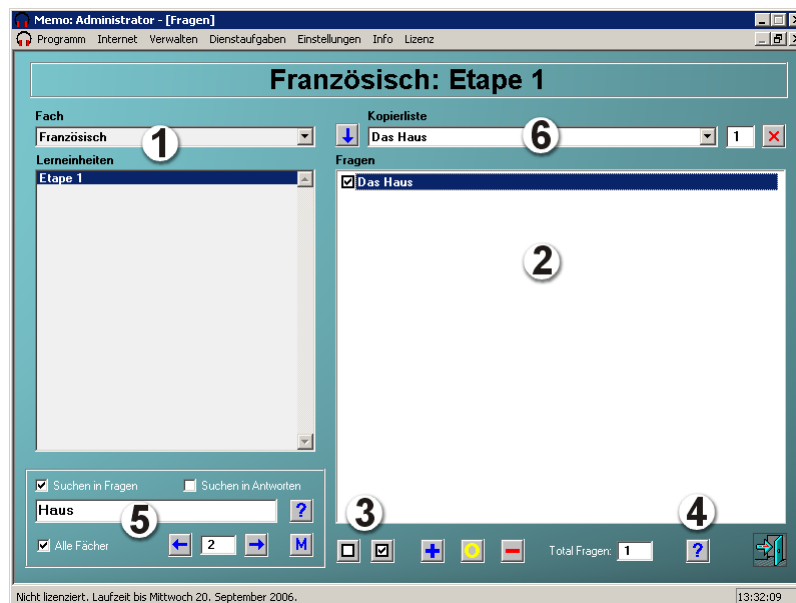 Memo: Administrator - [Fragen]
Programm Internet Verwalten Dienstaufgaben Einstellungen Info Lizenz
Französisch: Etape 1
Fach Kopierliste
Französisch 1 Das Haus 6 1
Lerneinheiten Fragen
Etape 1 Das Haus
2
Suchen in Fragen Suchen in Antworten
Haus 5 ? 3 4
Alle Fächer 2 M Total Fragen: 1 ?
Nicht lizenziert. Laufzeit bis Mittwoch 20. September 2006. 13:32:09